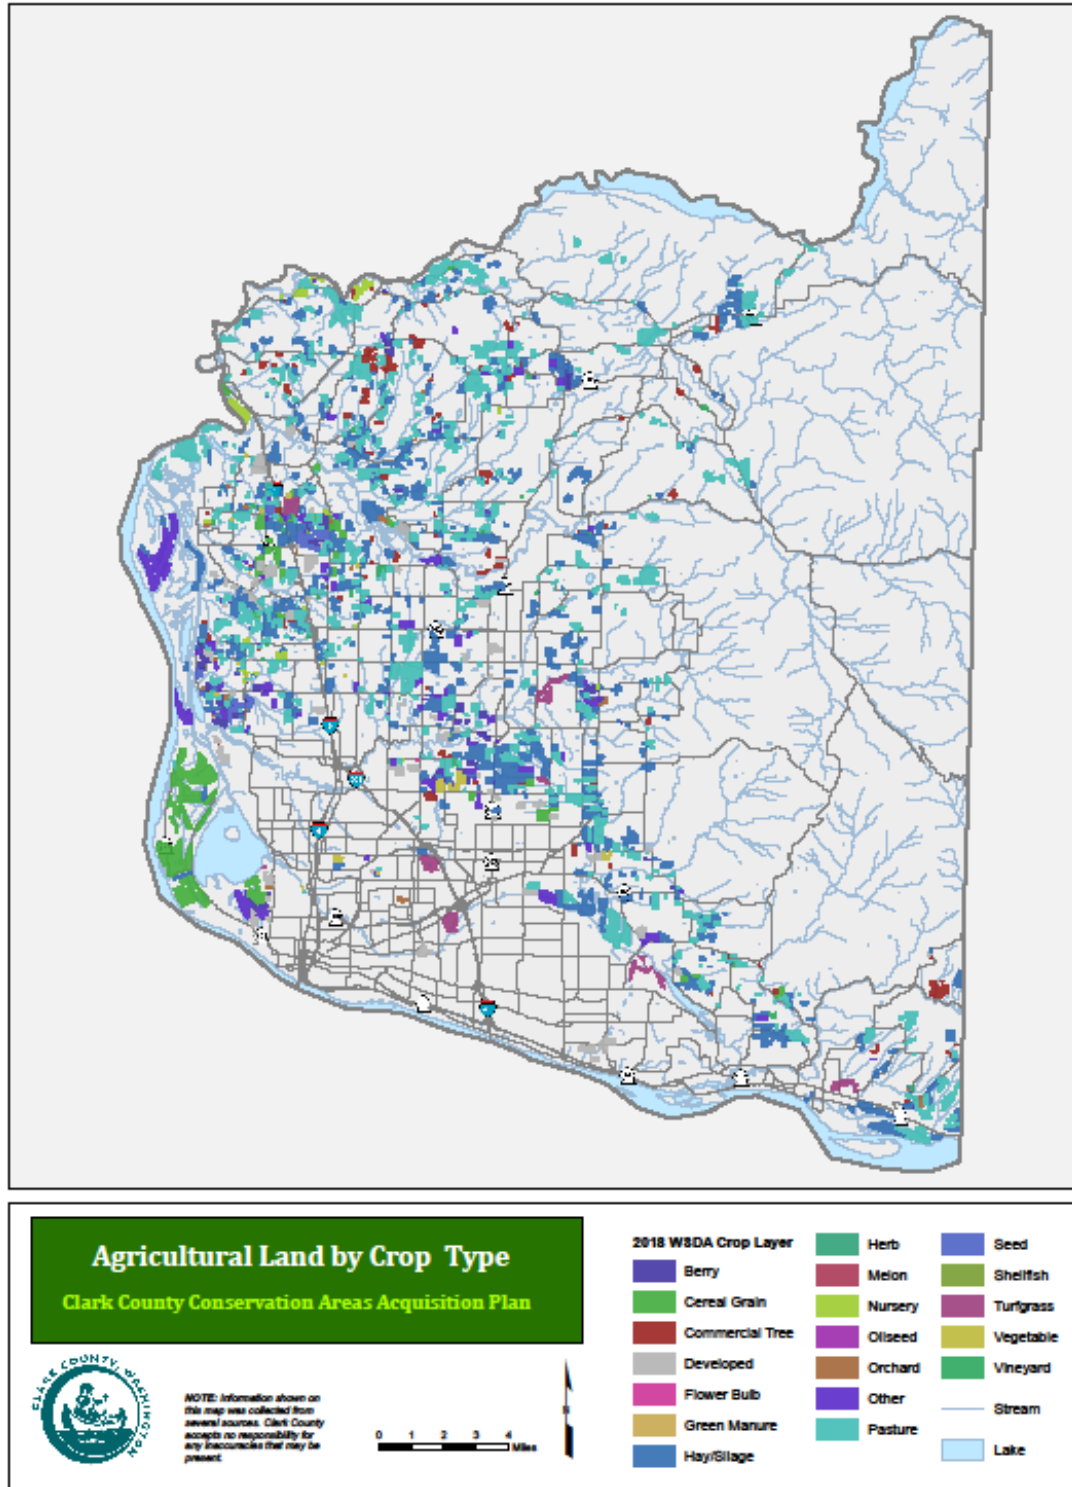 Agricultural Land by Crop Type
Clark County Conservation Areas Acquisition Plan
CLARK COUNTY, WASHINGTON
NOTE: Information shown on
this map was collected from
several sources. Clark County
accepts no responsibility for
any inaccuracies that may be
present.
0 1 2 3 4
Miles
2018 WSDA Crop Layer
Berry
Cereal Grain
Commercial Tree
Developed
Flower Bulb
Green Manure
Hay/Silage
Herb
Melon
Nursery
Oilseed
Orchard
Other
Pasture
Seed
Shellfish
Turfgrass
Vegetable
Vineyard
Stream
Lake